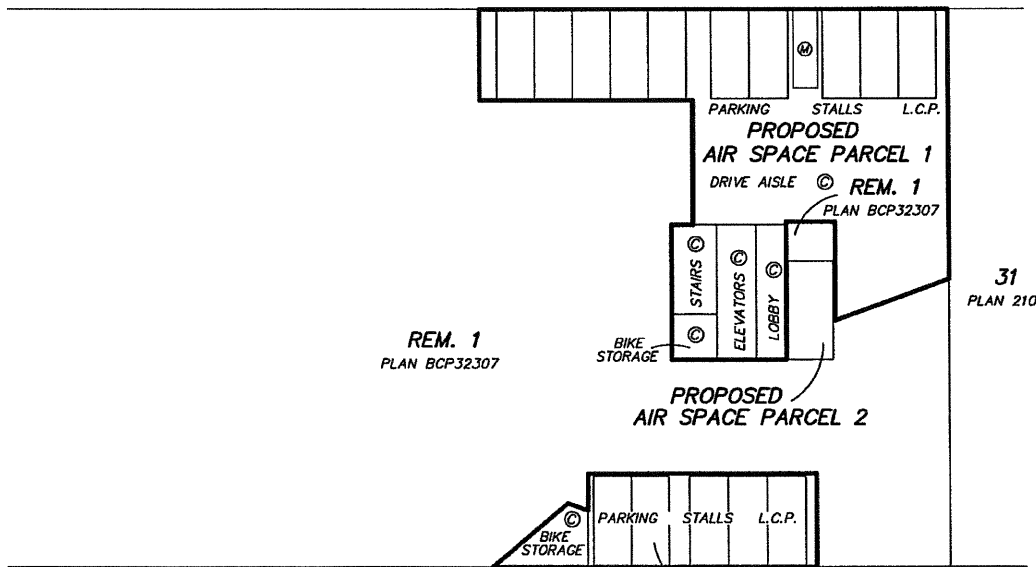 M
PARKING STALLS L.C.P.
PROPOSED
AIR SPACE PARCEL 1
DRIVE AISLE C REM. 1
PLAN BCP32307
STAIRS C
ELEVATORS C
LOBBY C
C
BIKE
STORAGE
31
PLAN 210
REM. 1
PLAN BCP32307
PROPOSED
AIR SPACE PARCEL 2
C
BIKE
STORAGE
PARKING STALLS L.C.P.